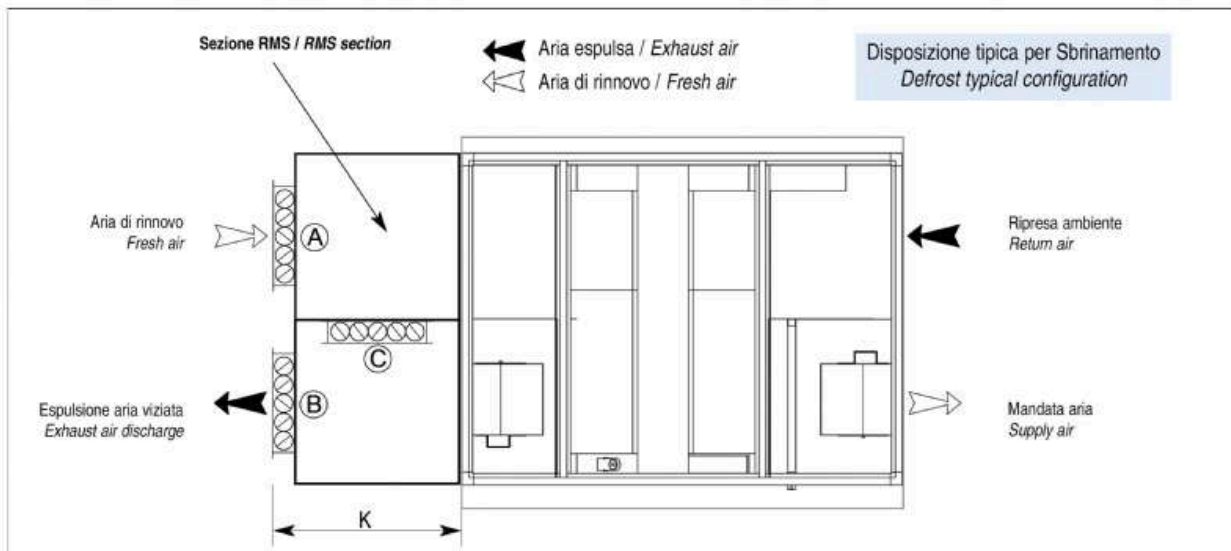 Sezione RMS / RMS section
Aria espulsa / Exhaust air
Aria di rinnovo / Fresh air
Disposizione tipica per Sbrinamento
Defrost typical configuration
Aria di rinnovo
Fresh air
A
Ripresa ambiente
Return air
C
Espulsione aria viziata
Exhaust air discharge
B
Mandata aria
Supply air
K